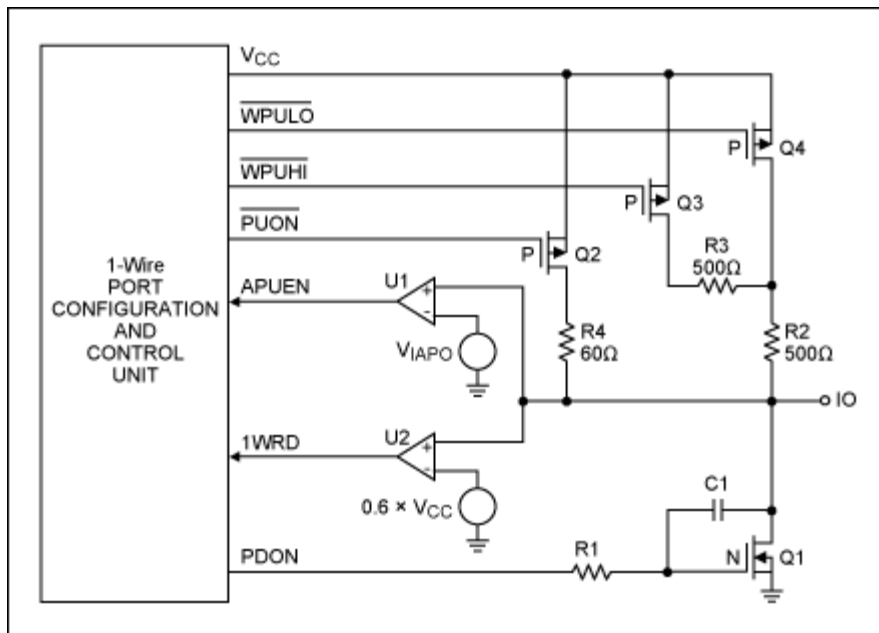 VCC
WPULO
P
Q4
WPUHI
P
Q3
PUON
P
Q2
R3
500Ω
1-Wire
PORT
CONFIGURATION
AND
CONTROL
UNIT
APUEN
U1
+
-
VIAPO
R4
60Ω
R2
500Ω
IO
1WRD
U2
+
-
0.6 × VCC
C1
PDON
R1
N
Q1